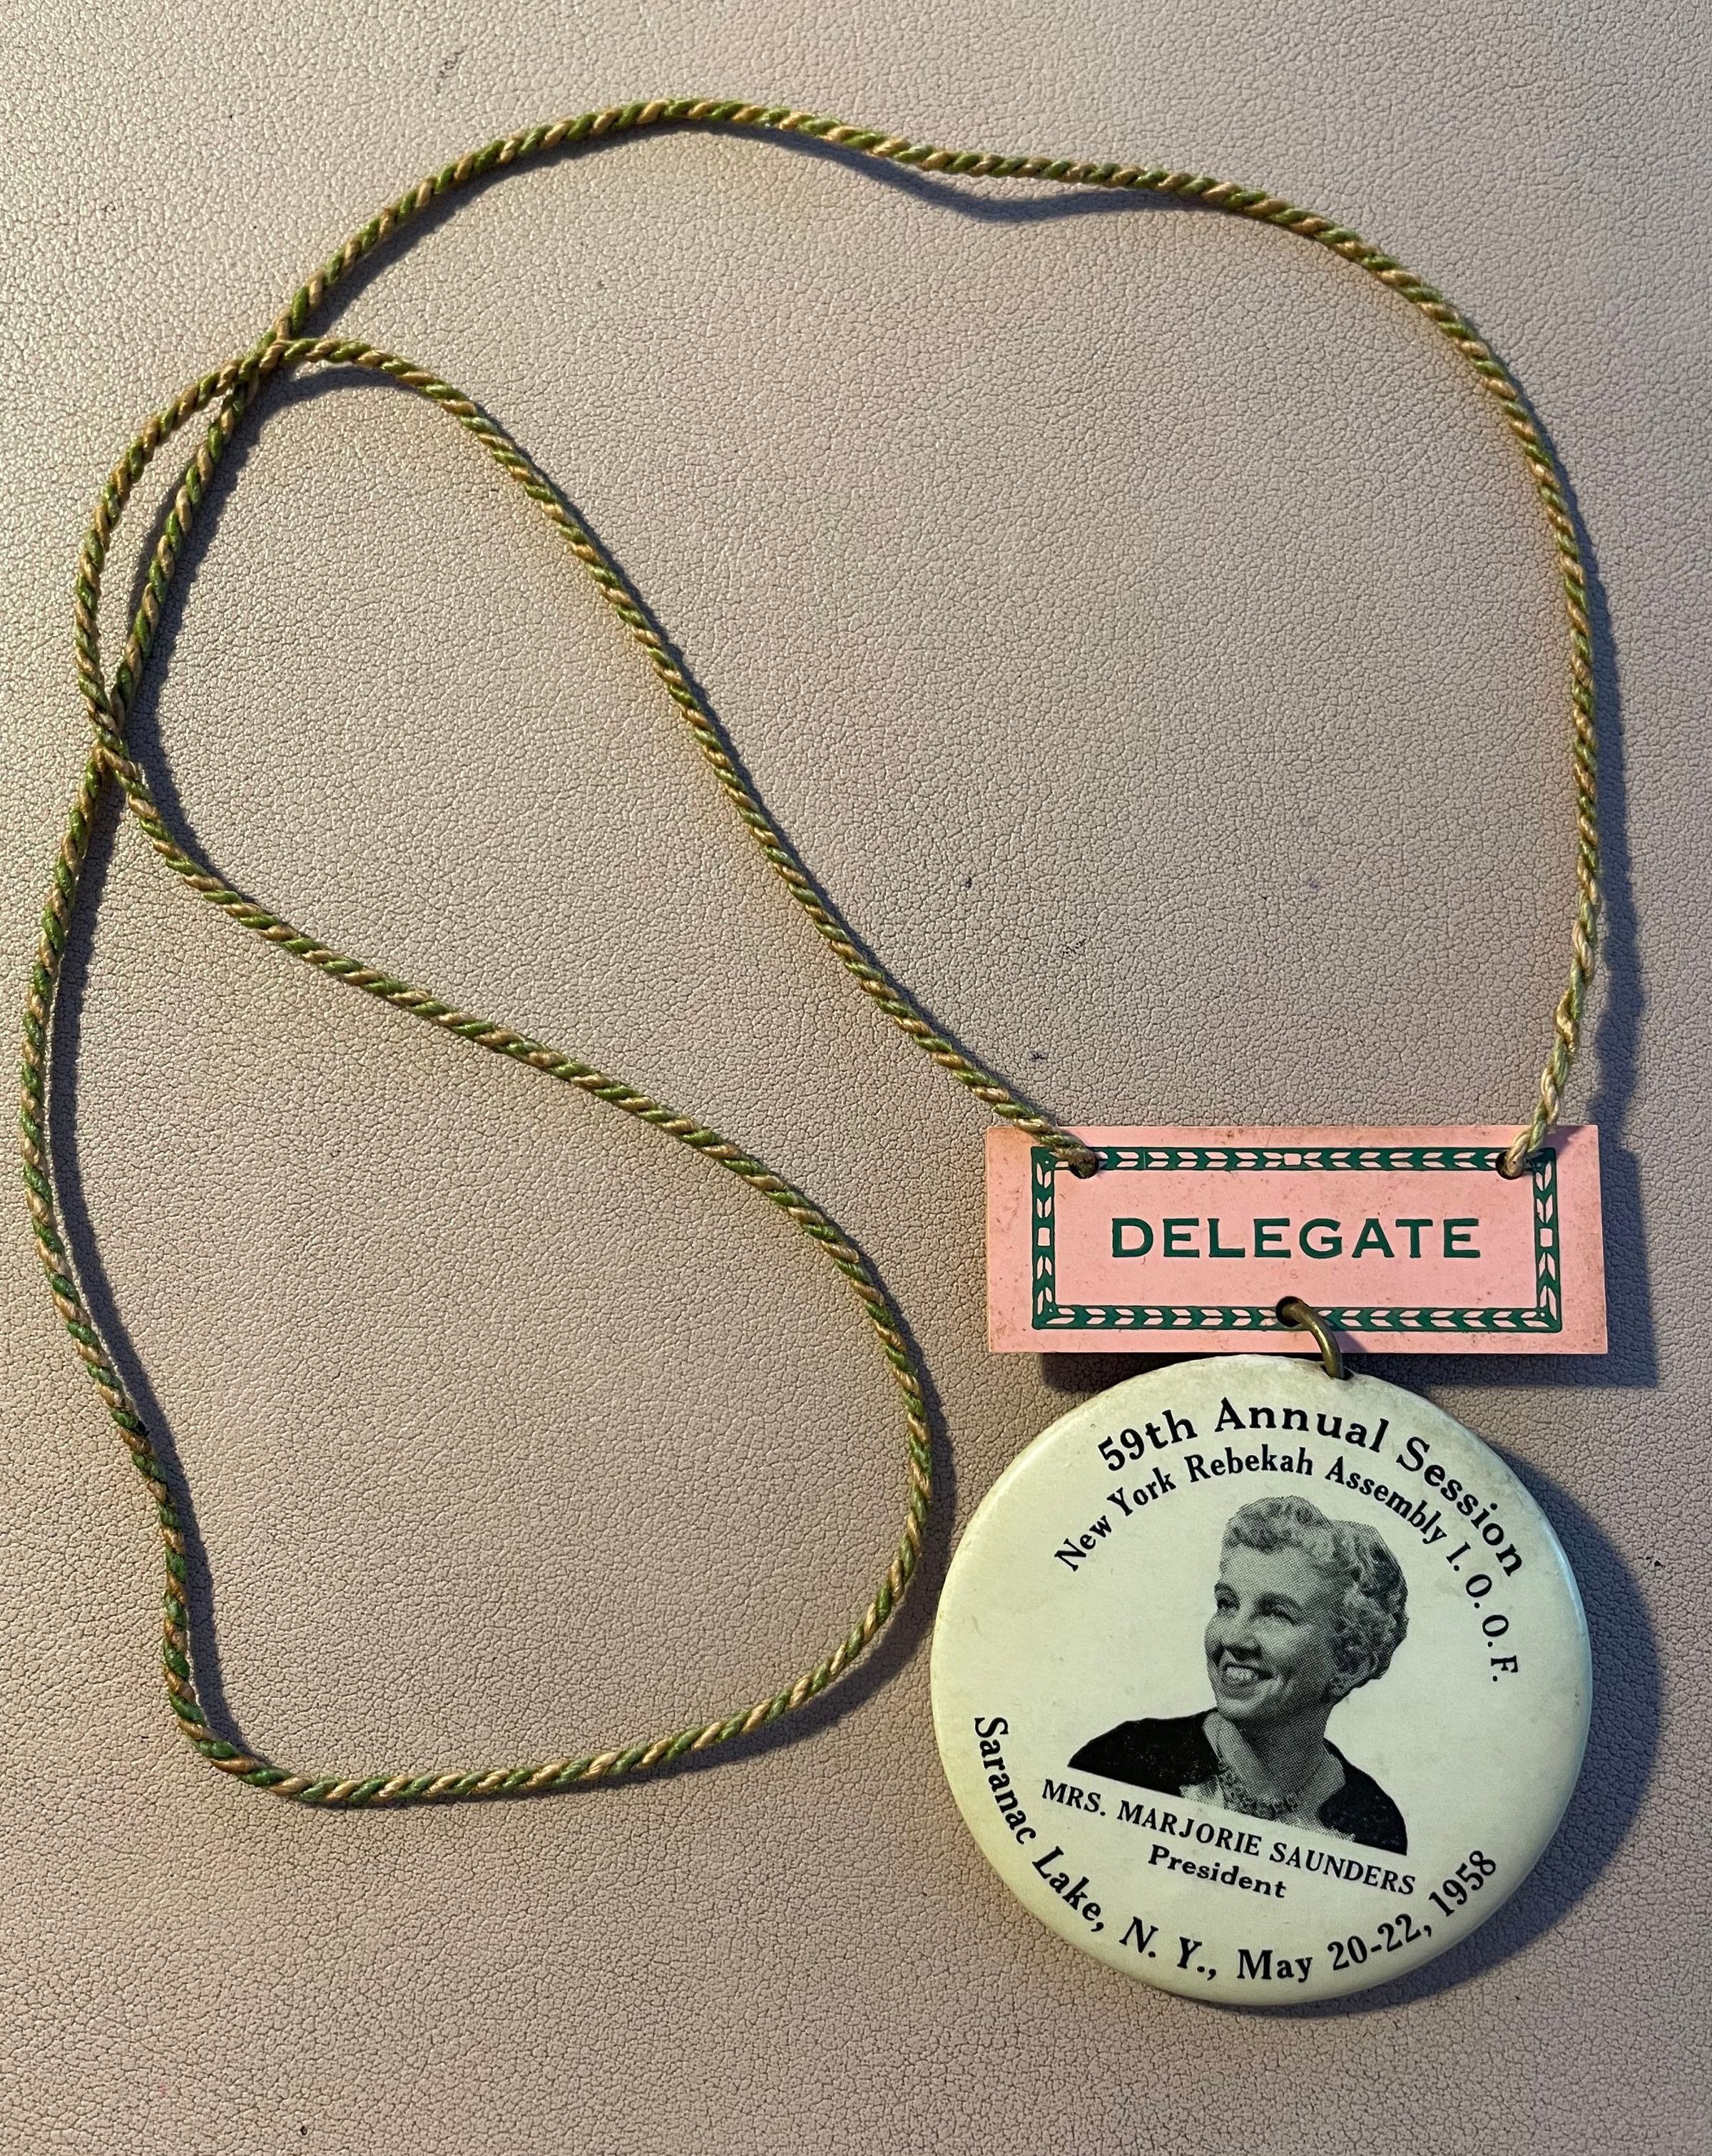 DELEGATE
59th Annual Session
New York Rebekah Assembly I. O. O. F.
MRS. MARJORIE SAUNDERS
President
Saranac Lake, N. Y., May 20-22, 1958